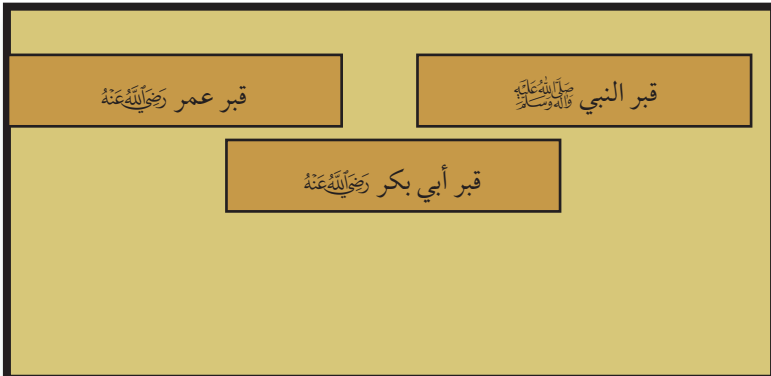 قبر النبي ﷺ
قبر عمر رَضِيَ اللَّهُ عَنْهُ
قبر أبي بكر رَضِيَ اللَّهُ عَنْهُ